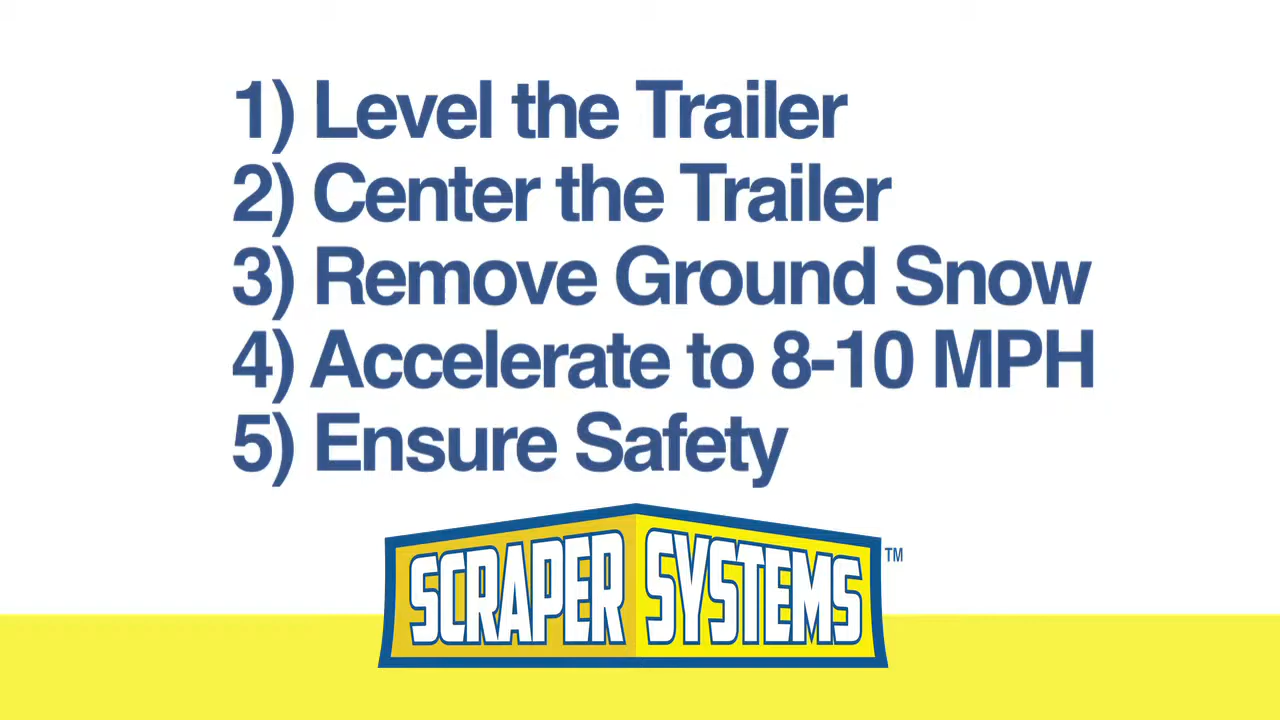 1) Level the Trailer
2) Center the Trailer
3) Remove Ground Snow
4) Accelerate to 8-10 MPH
5) Ensure Safety
SCRAPER SYSTEMS™